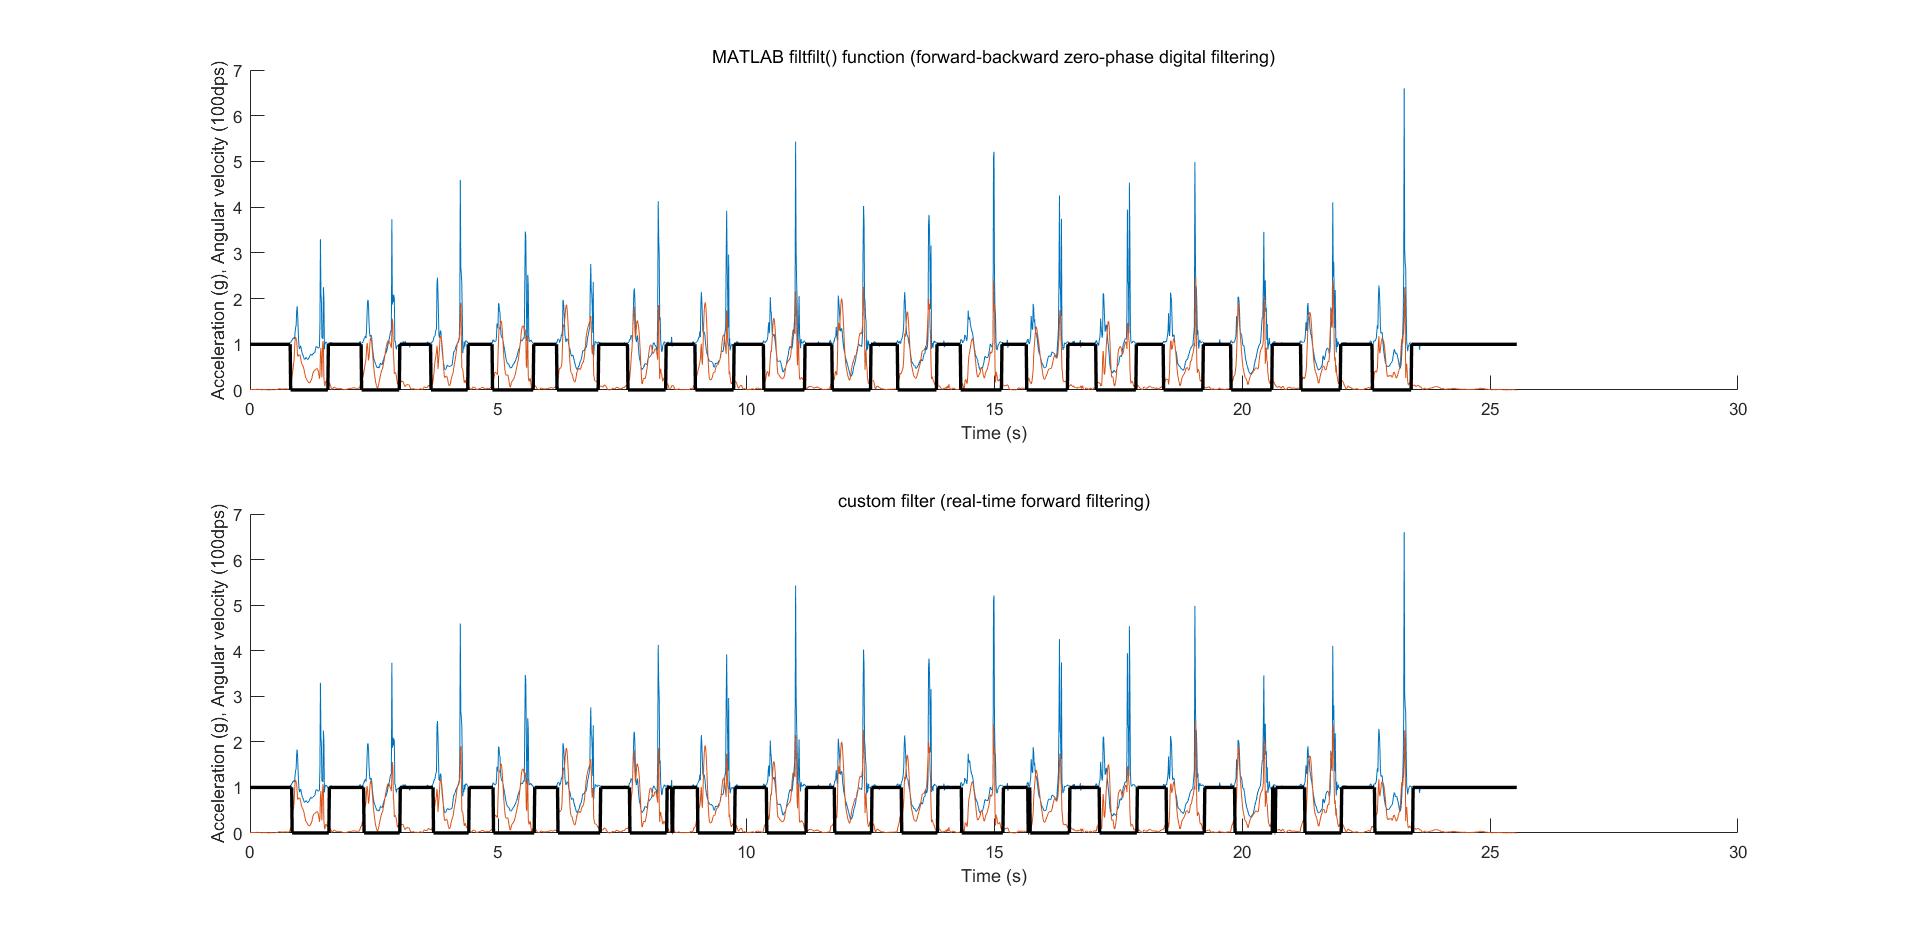 MATLAB filtfilt() function (forward-backward zero-phase digital filtering)
Acceleration (g), Angular velocity (100dps)
7
6
5
4
3
2
1
0
0 5 10 15 20 25 30
Time (s)
custom filter (real-time forward filtering)
Acceleration (g), Angular velocity (100dps)
7
6
5
4
3
2
1
0
0 5 10 15 20 25 30
Time (s)